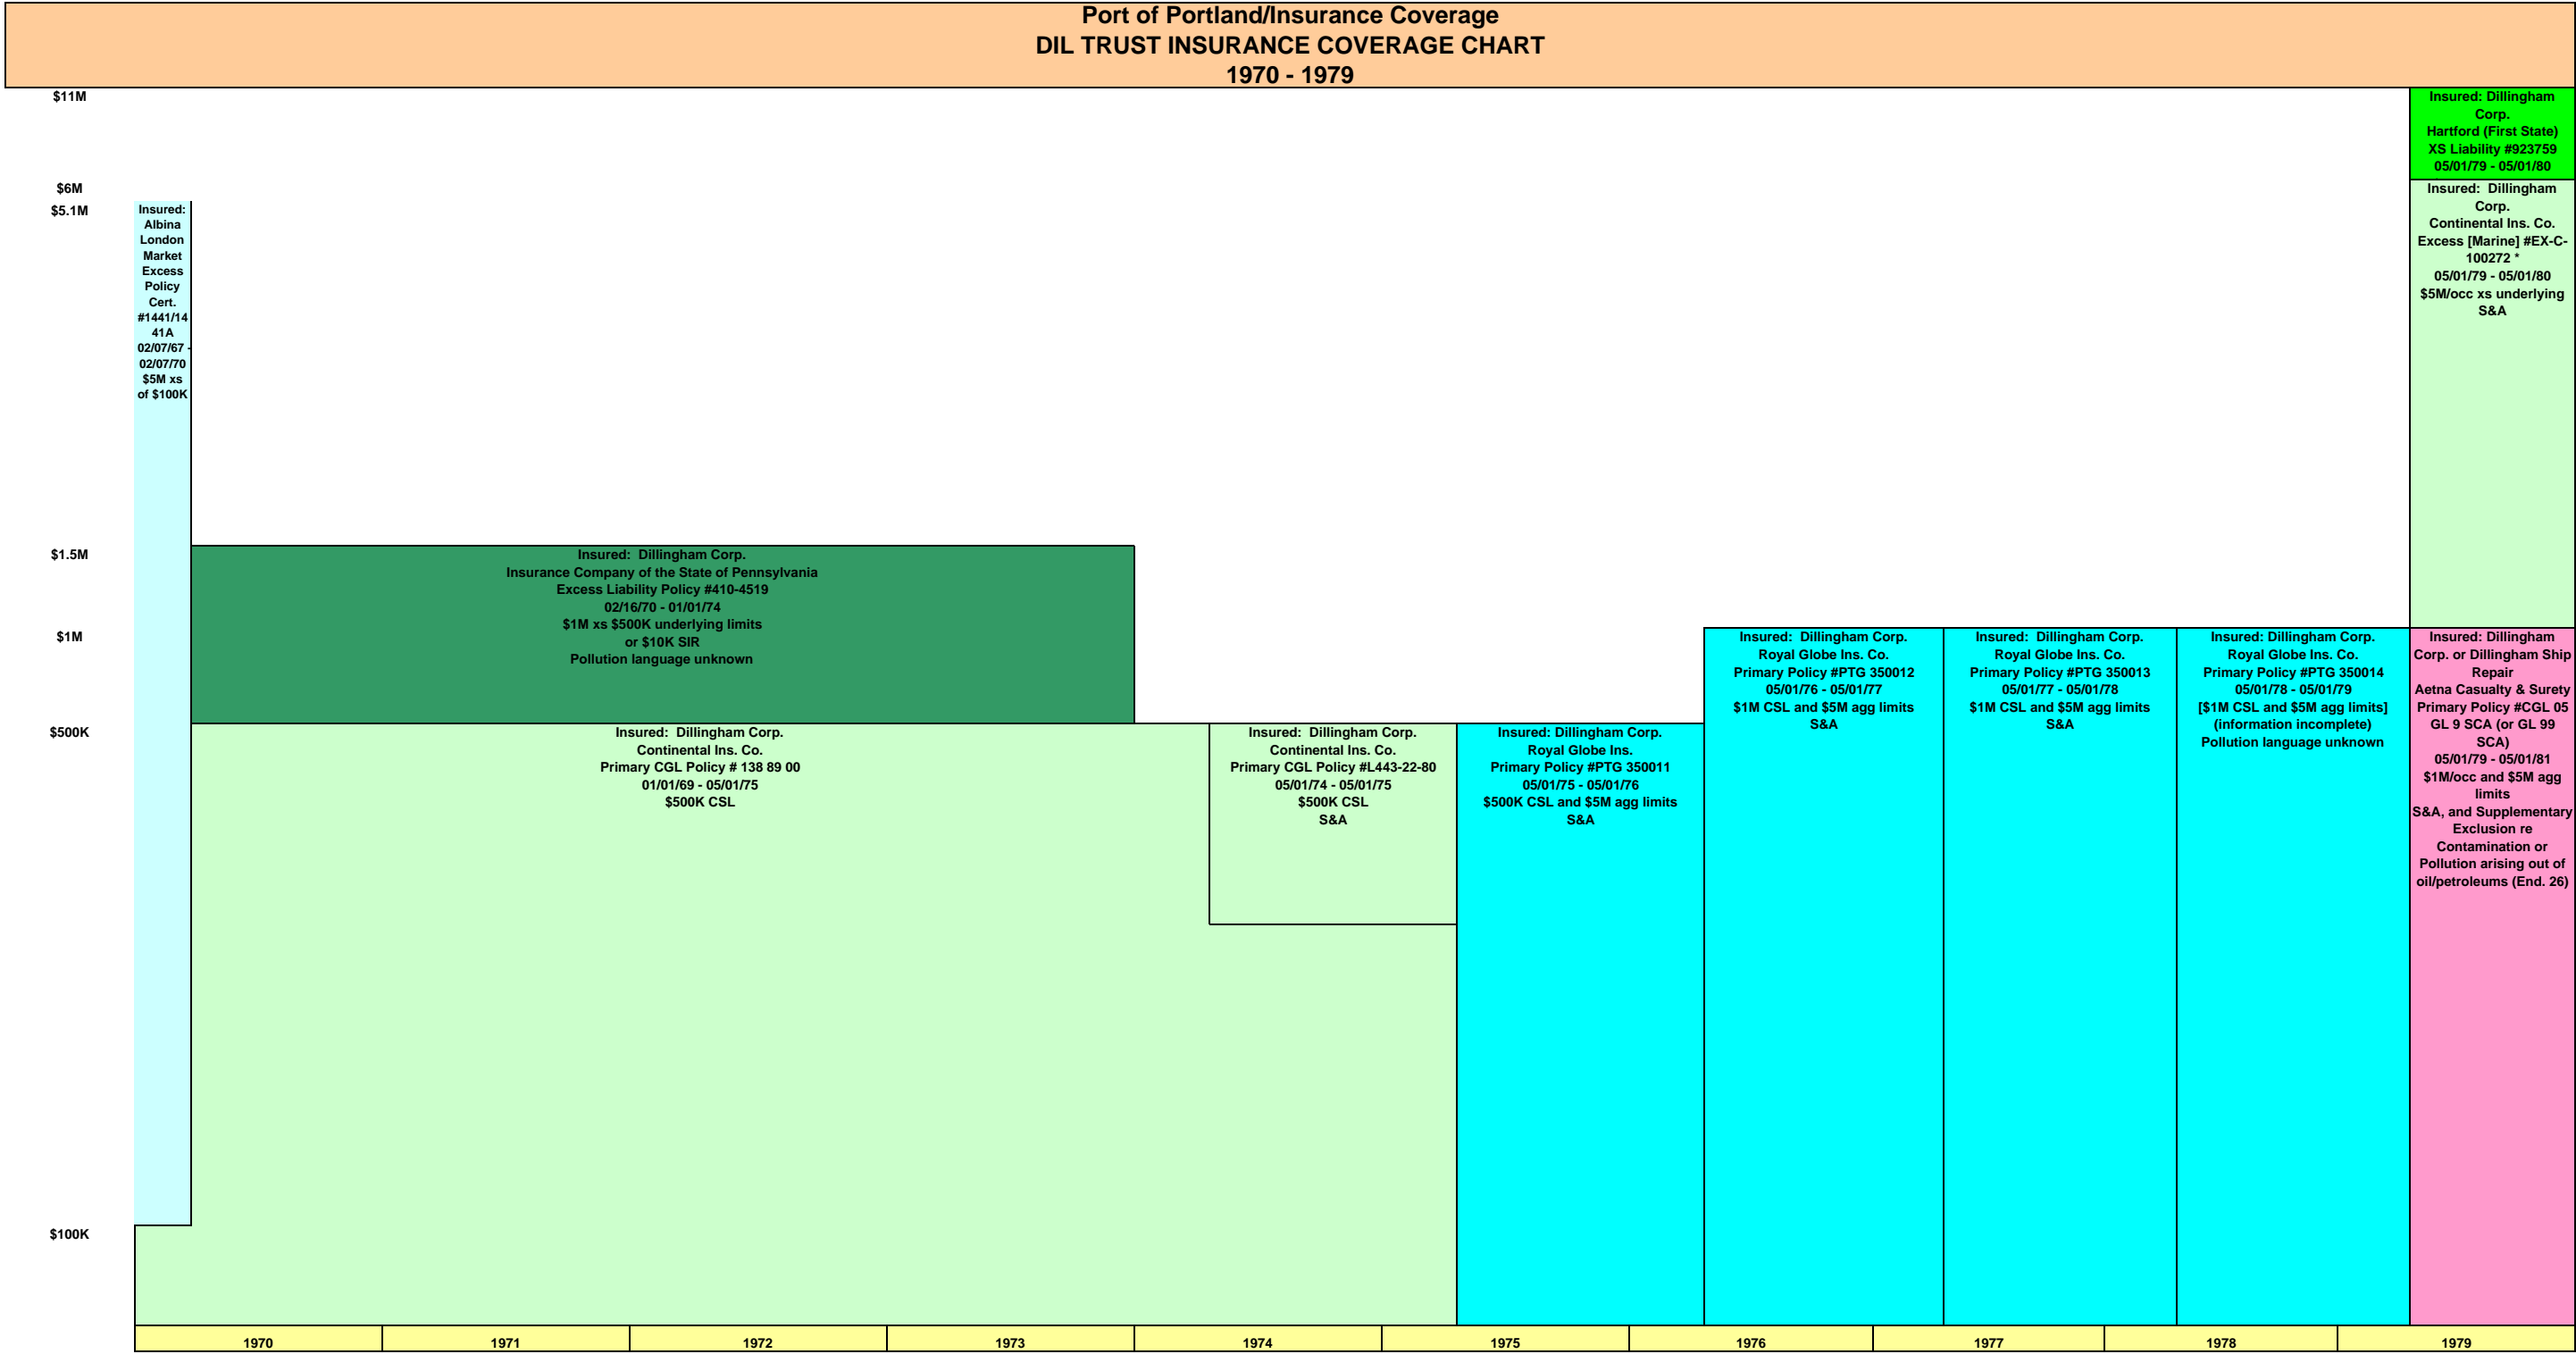 Port of Portland/Insurance Coverage
DIL TRUST INSURANCE COVERAGE CHART
1970 - 1979
$11M
$6M
$5.1M
$1.5M
$1M
$500K
$100K
Insured:
Albina
London
Market
Excess
Policy
Cert.
#1441/14
41A
02/07/67 -
02/07/70
$5M xs
of $100K
Insured:  Dillingham Corp.
Insurance Company of the State of Pennsylvania
Excess Liability Policy #410-4519
02/16/70 - 01/01/74
$1M xs $500K underlying limits
or $10K SIR
Pollution language unknown
Insured:  Dillingham Corp.
Continental Ins. Co.
Primary CGL Policy # 138 89 00
01/01/69 - 05/01/75
$500K CSL
Insured:  Dillingham Corp.
Continental Ins. Co.
Primary CGL Policy #L443-22-80
05/01/74 - 05/01/75
$500K CSL
S&A
Insured: Dillingham Corp.
Royal Globe Ins.
Primary Policy #PTG 350011
05/01/75 - 05/01/76
$500K CSL and $5M agg limits
S&A
Insured:  Dillingham Corp.
Royal Globe Ins. Co.
Primary Policy #PTG 350012
05/01/76 - 05/01/77
$1M CSL and $5M agg limits
S&A
Insured:  Dillingham Corp.
Royal Globe Ins. Co.
Primary Policy #PTG 350013
05/01/77 - 05/01/78
$1M CSL and $5M agg limits
S&A
Insured: Dillingham Corp.
Royal Globe Ins. Co.
Primary Policy #PTG 350014
05/01/78 - 05/01/79
[$1M CSL and $5M agg limits]
(information incomplete)
Pollution language unknown
Insured: Dillingham
Corp.
Hartford (First State)
XS Liability #923759
05/01/79 - 05/01/80
Insured:  Dillingham
Corp.
Continental Ins. Co.
Excess [Marine] #EX-C-
100272 *
05/01/79 - 05/01/80
$5M/occ xs underlying
S&A
Insured: Dillingham
Corp. or Dillingham Ship
Repair
Aetna Casualty & Surety
Primary Policy #CGL 05
GL 9 SCA (or GL 99
SCA)
05/01/79 - 05/01/81
$1M/occ and $5M agg
limits
S&A, and Supplementary
Exclusion re
Contamination or
Pollution arising out of
oil/petroleums (End. 26)
1970
1971
1972
1973
1974
1975
1976
1977
1978
1979